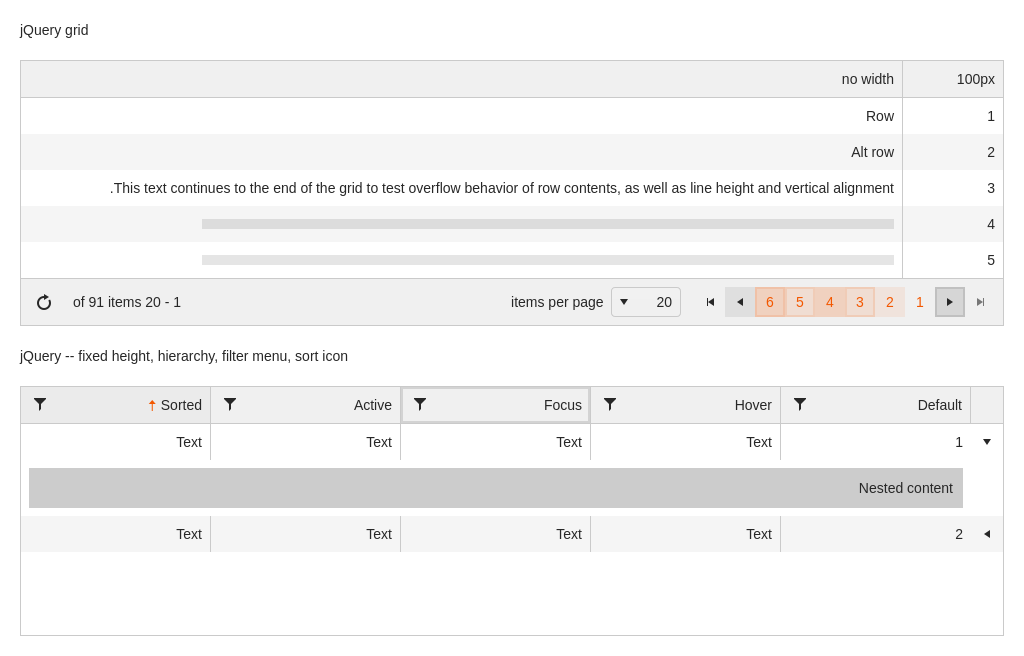 jQuery grid
no width 100px
Row 1
Alt row 2
.This text continues to the end of the grid to test overflow behavior of row contents, as well as line height and vertical alignment 3
4
5
of 91 items 20 - 1 items per page 20 6 5 4 3 2 1
jQuery -- fixed height, hierarchy, filter menu, sort icon
Sorted Active Focus Hover Default
Text Text Text Text 1
Nested content
Text Text Text Text 2